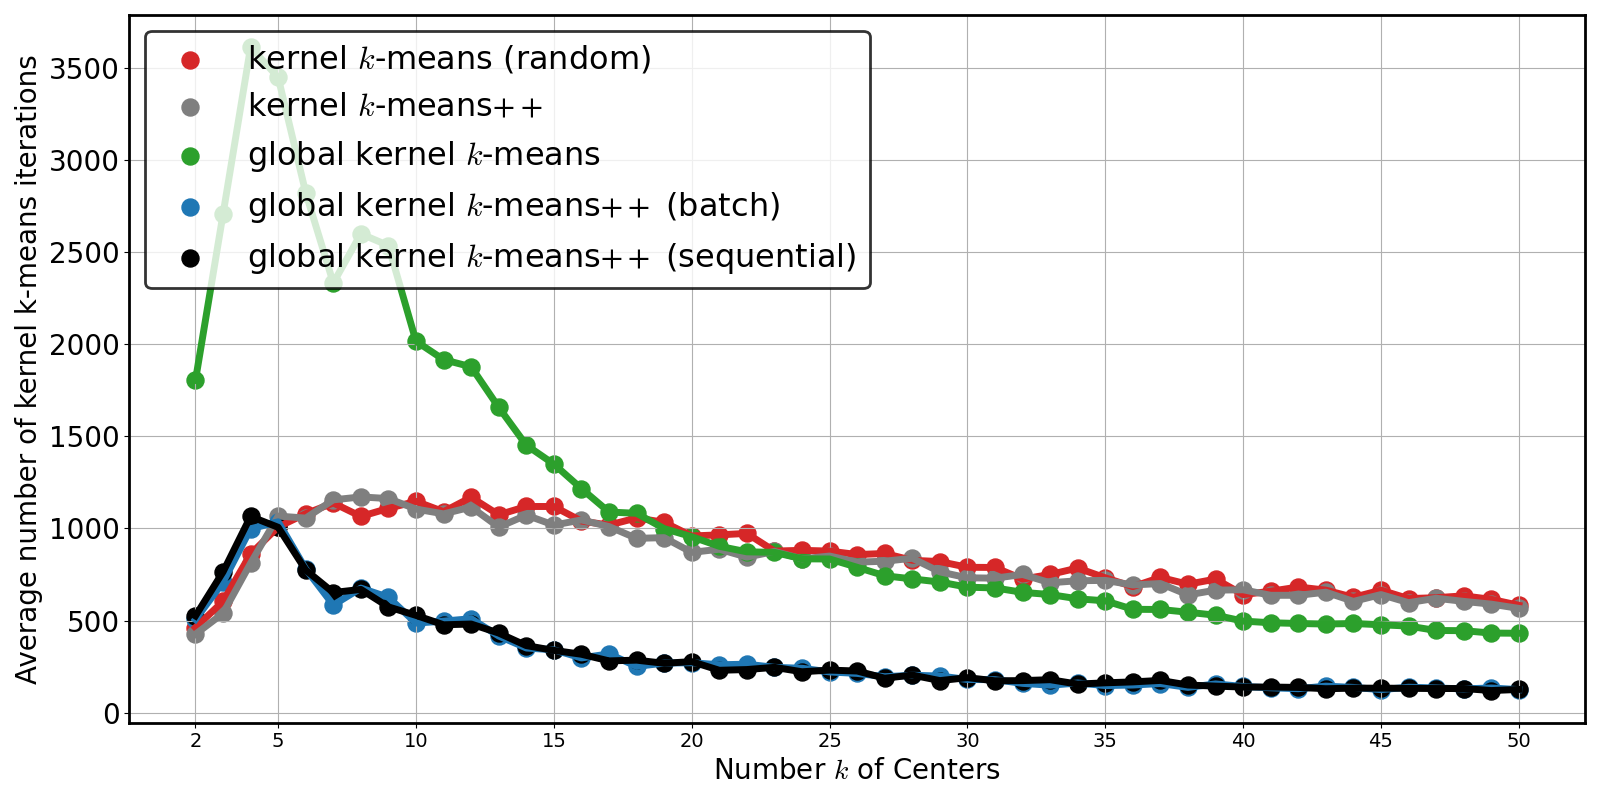 Average number of kernel k-means iterations
3500
3000
2500
2000
1500
1000
500
0
kernel k-means (random)
kernel k-means++
global kernel k-means
global kernel k-means++ (batch)
global kernel k-means++ (sequential)
2 5 10 15 20 25 30 35 40 45 50
Number k of Centers